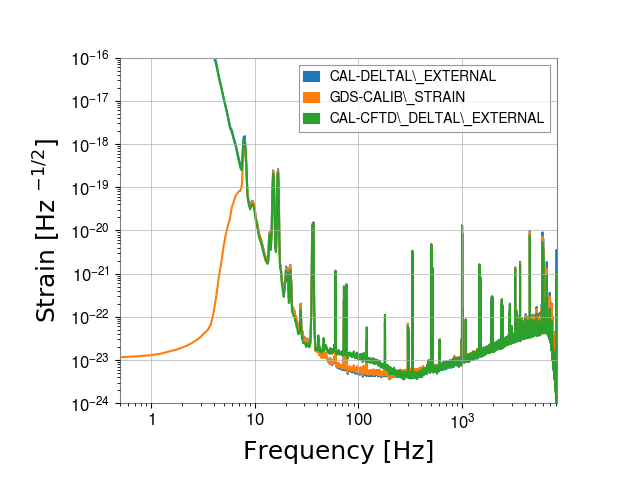 10⁻¹⁶
10⁻¹⁷
10⁻¹⁸
10⁻¹⁹
10⁻²⁰
10⁻²¹
10⁻²²
10⁻²³
10⁻²⁴
Strain [Hz ⁻¹/²]
CAL-DELTAL\_EXTERNAL
GDS-CALIB\_STRAIN
CAL-CFTD\_DELTAL\_EXTERNAL
1 10 100 10³
Frequency [Hz]